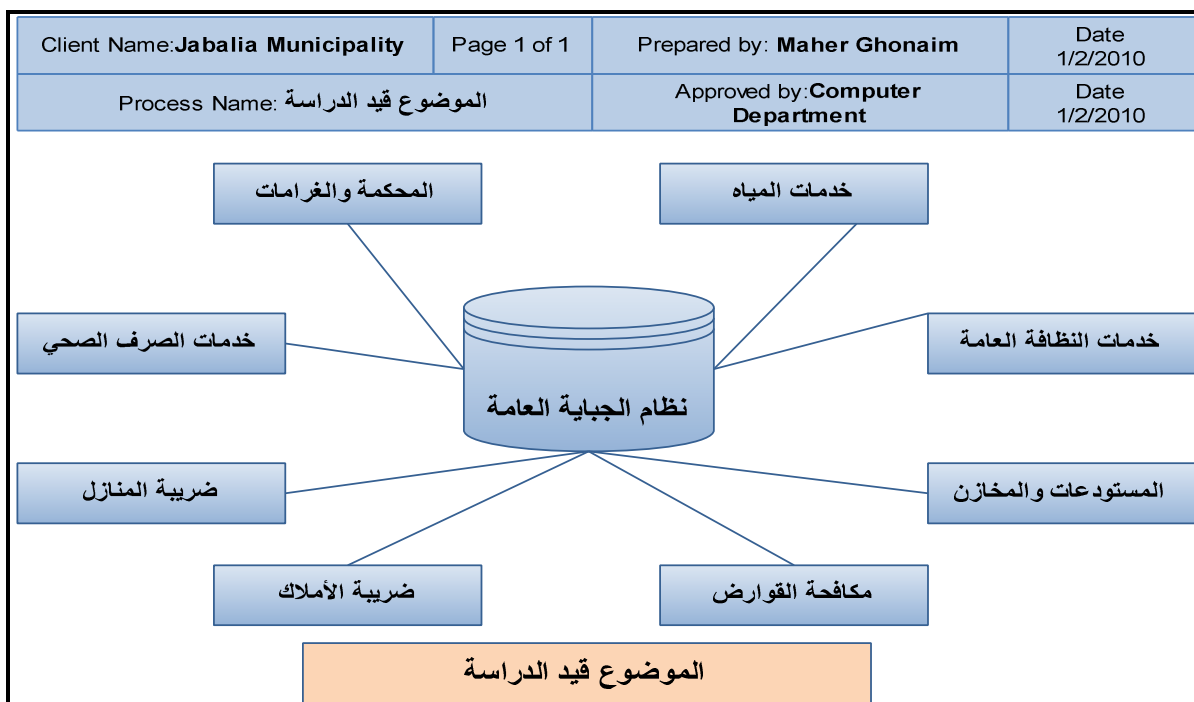 Client Name:Jabalia Municipality
Page 1 of 1
Prepared by: Maher Ghonaim
Date
1/2/2010
Process Name: الموضوع قيد الدراسة
Approved by:Computer
Department
Date
1/2/2010
المحكمة والغرامات
خدمات المياه
خدمات الصرف الصحي
خدمات النظافة العامة
نظام الجباية العامة
ضريبة المنازل
المستودعات والمخازن
ضريبة الأملاك
مكافحة القوارض
الموضوع قيد الدراسة